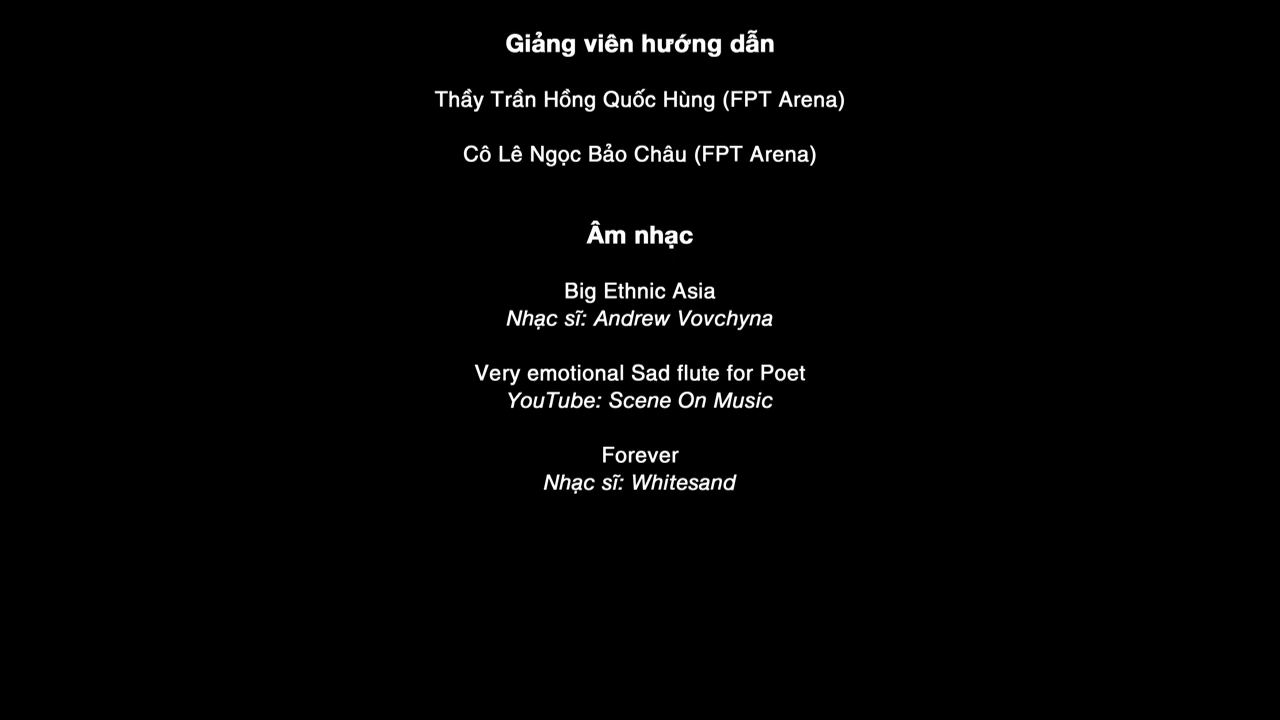 Giảng viên hướng dẫn
Thầy Trần Hồng Quốc Hùng (FPT Arena)
Cô Lê Ngọc Bảo Châu (FPT Arena)
Âm nhạc
Big Ethnic Asia
Nhạc sĩ: Andrew Vovchyna
Very emotional Sad flute for Poet
YouTube: Scene On Music
Forever
Nhạc sĩ: Whitesand